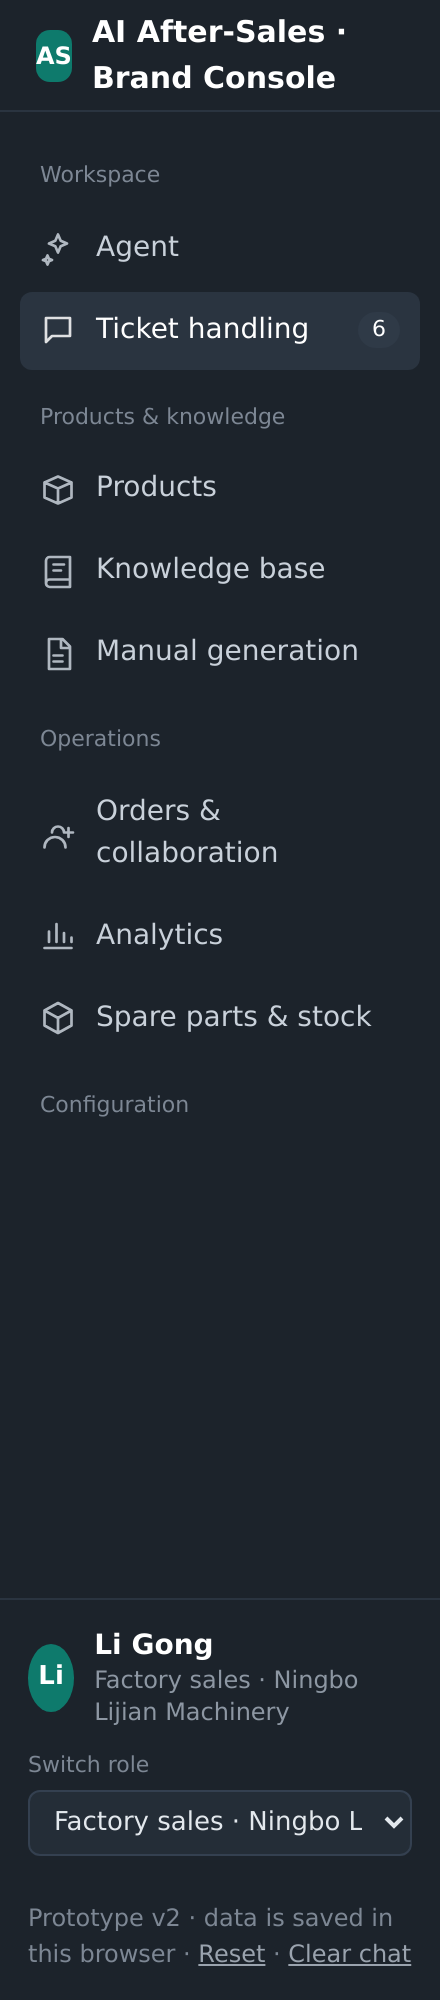 AS
AI After-Sales ·
Brand Console
Workspace
Agent
Ticket handling 6
Products & knowledge
Products
Knowledge base
Manual generation
Operations
Orders &
collaboration
Analytics
Spare parts & stock
Configuration
Li
Li Gong
Factory sales · Ningbo
Lijian Machinery
Switch role
Factory sales · Ningbo L
Prototype v2 · data is saved in
this browser · Reset · Clear chat